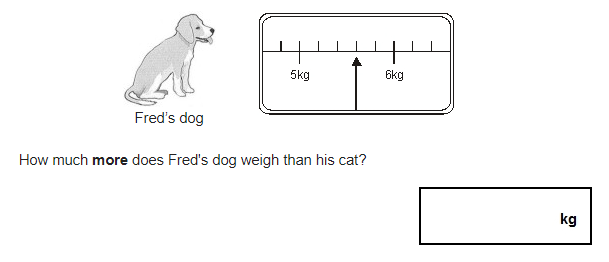 5kg 6kg
Fred's dog
How much more does Fred's dog weigh than his cat?
kg